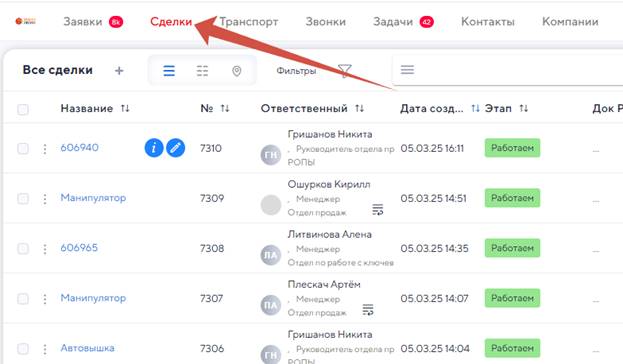 Заявки 8k Сделки Транспорт Звонки Задачи 42 Контакты Компании
Все сделки + Фильтры
Название № Ответственный Дата созд... Этап Док Р
606940 i 7310 ГН Гришанов Никита 05.03.25 16:11 Работаем ...
, Руководитель отдела пр
РОПЫ
Манипулятор 7309 Ошурков Кирилл 05.03.25 14:51 Работаем ...
, Менеджер
Отдел продаж
606965 7308 ЛА Литвинова Алена 05.03.25 14:35 Работаем ...
, Менеджер
Отдел по работе с ключев
Манипулятор 7307 ПА Плескач Артём 05.03.25 14:07 Работаем ...
, Менеджер
Отдел продаж
Автовышка 7306 ГН Гришанов Никита 05.03.25 14:04 Работаем ...
, Руководитель отдела пр
РОПЫ